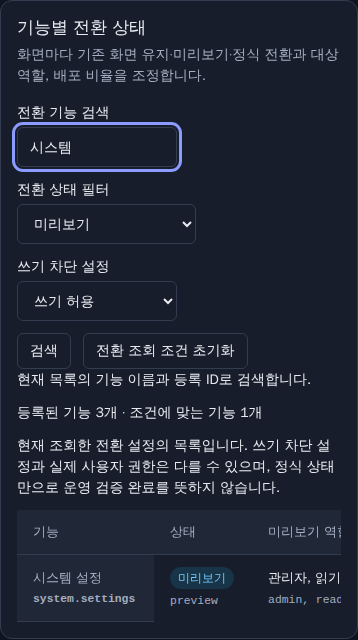 기능별 전환 상태
화면마다 기존 화면 유지·미리보기·정식 전환과 대상
역할, 배포 비율을 조정합니다.
전환 기능 검색
시스템
전환 상태 필터
미리보기
쓰기 차단 설정
쓰기 허용
검색 전환 조회 조건 초기화
현재 목록의 기능 이름과 등록 ID로 검색합니다.
등록된 기능 3개 · 조건에 맞는 기능 1개
현재 조회한 전환 설정의 목록입니다. 쓰기 차단 설
정과 실제 사용자 권한은 다를 수 있으며, 정식 상태
만으로 운영 검증 완료를 뜻하지 않습니다.
기능 상태 미리보기
시스템 설정 미리보기 관리자, 읽기
system.settings preview admin, read